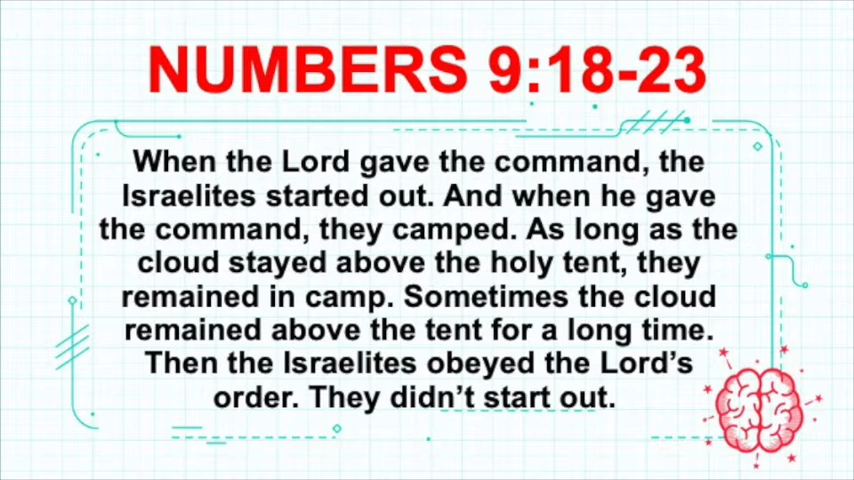 NUMBERS 9:18-23
When the Lord gave the command, the
Israelites started out. And when he gave
the command, they camped. As long as the
cloud stayed above the holy tent, they
remained in camp. Sometimes the cloud
remained above the tent for a long time.
Then the Israelites obeyed the Lord’s
order. They didn’t start out.